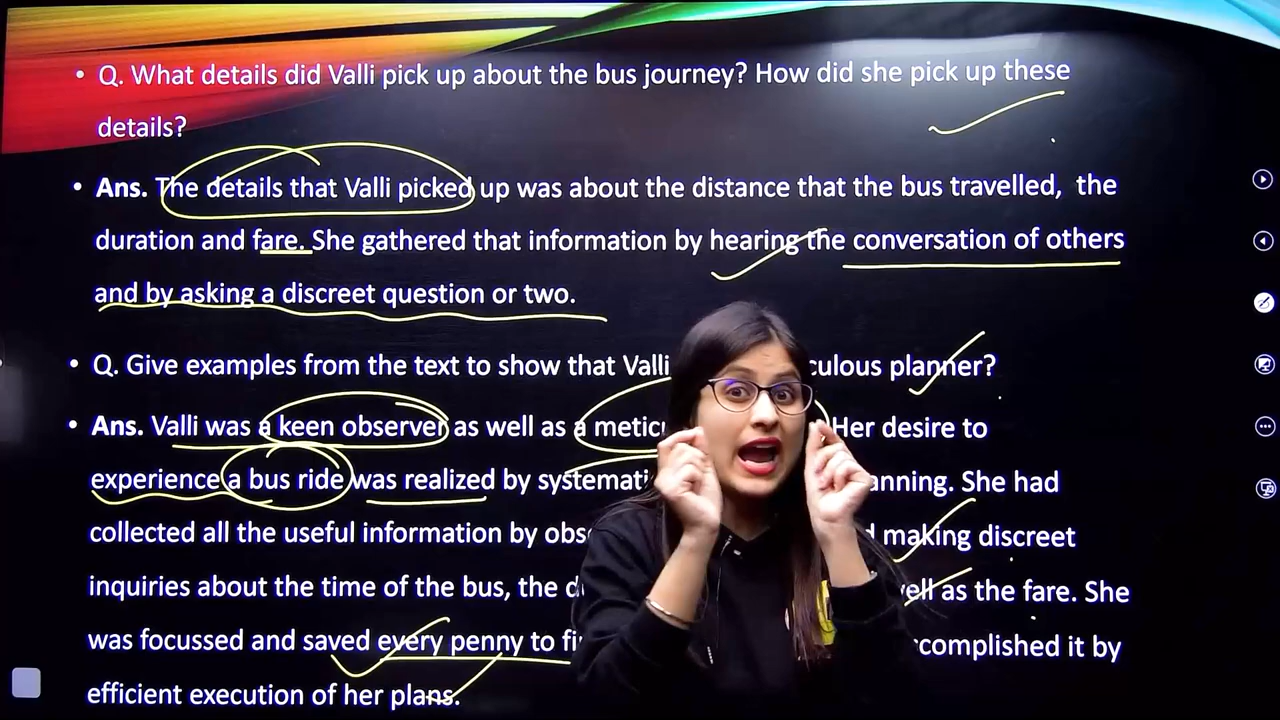 • Q. What details did Valli pick up about the bus journey? How did she pick up these
details?
• Ans. The details that Valli picked up was about the distance that the bus travelled, the
duration and fare. She gathered that information by hearing the conversation of others
and by asking a discreet question or two.
• Q. Give examples from the text to show that Valli culous planner?
• Ans. Valli was a keen observer as well as a metic Her desire to
experience a bus ride was realized by systemati anning. She had
collected all the useful information by obs d making discreet
inquiries about the time of the bus, the d well as the fare. She
was focussed and saved every penny to fi ccomplished it by
efficient execution of her plans.